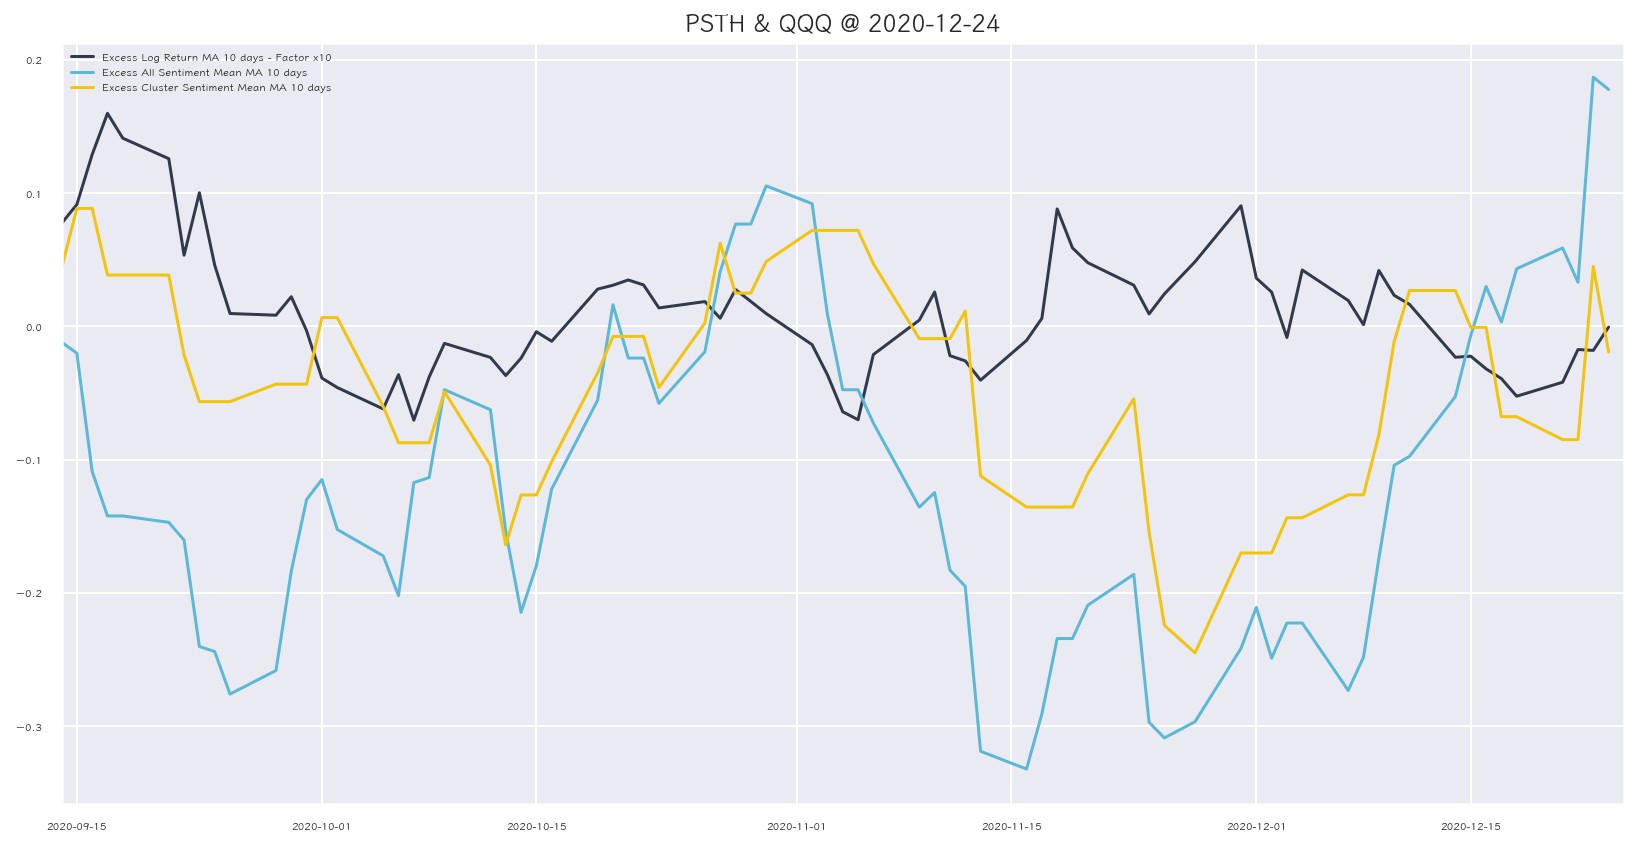 PSTH & QQQ @ 2020-12-24
Excess Log Return MA 10 days - Factor x10
Excess All Sentiment Mean MA 10 days
Excess Cluster Sentiment Mean MA 10 days
0.2
0.1
0.0
−0.1
−0.2
−0.3
2020-09-15 2020-10-01 2020-10-15 2020-11-01 2020-11-15 2020-12-01 2020-12-15